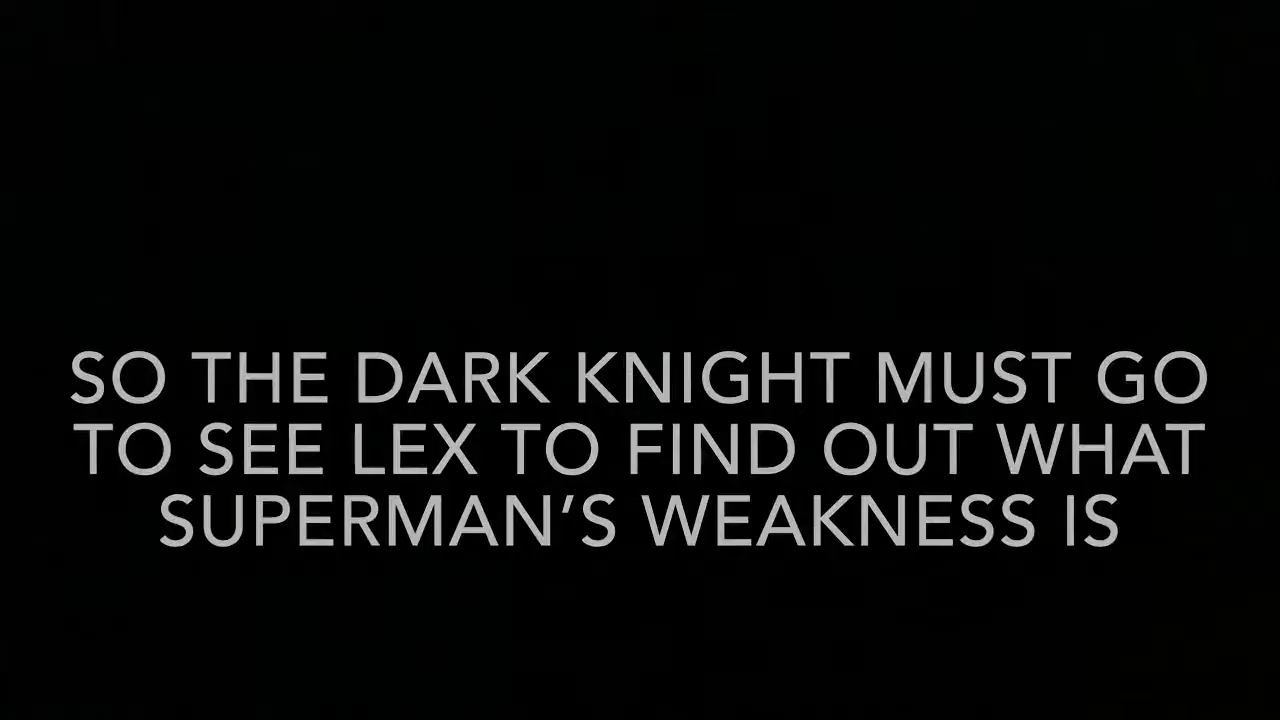 SO THE DARK KNIGHT MUST GO
TO SEE LEX TO FIND OUT WHAT
SUPERMAN’S WEAKNESS IS